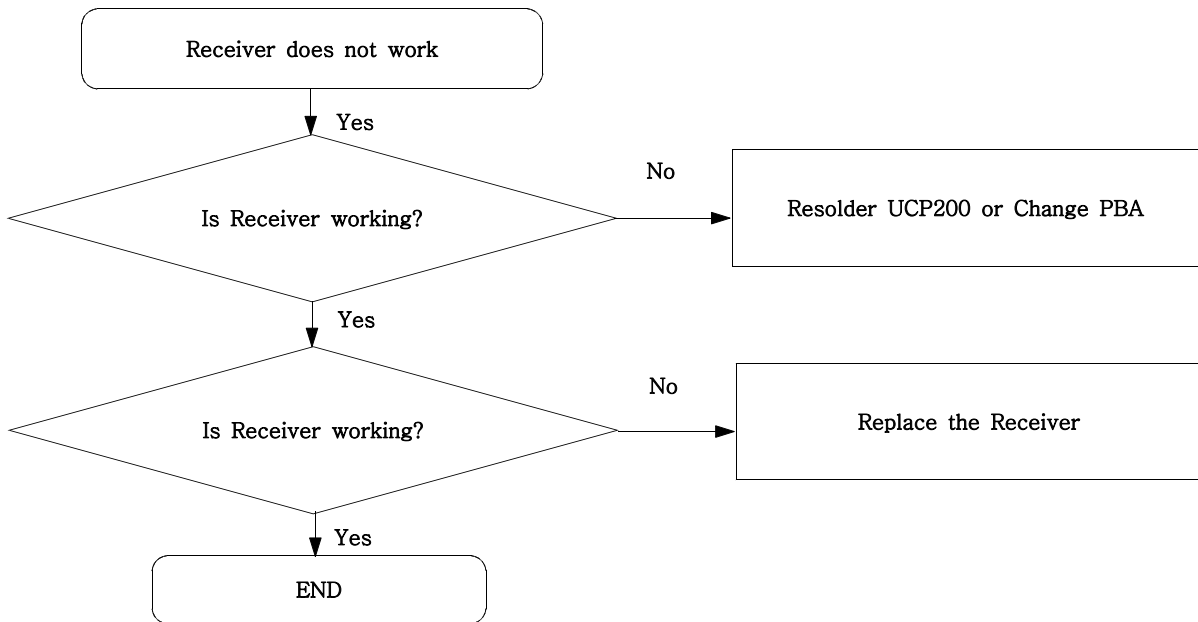 Receiver does not work
Yes
Is Receiver working?
No
Resolder UCP200 or Change PBA
Yes
Is Receiver working?
No
Replace the Receiver
Yes
END